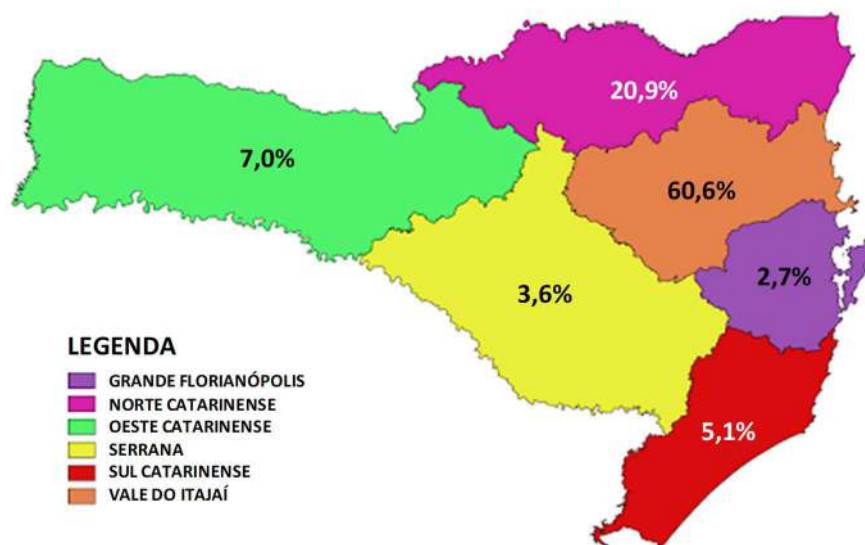 20,9%
7,0%
60,6%
2,7%
3,6%
5,1%
LEGENDA
GRANDE FLORIANÓPOLIS
NORTE CATARINENSE
OESTE CATARINENSE
SERRANA
SUL CATARINENSE
VALE DO ITAJAÍ